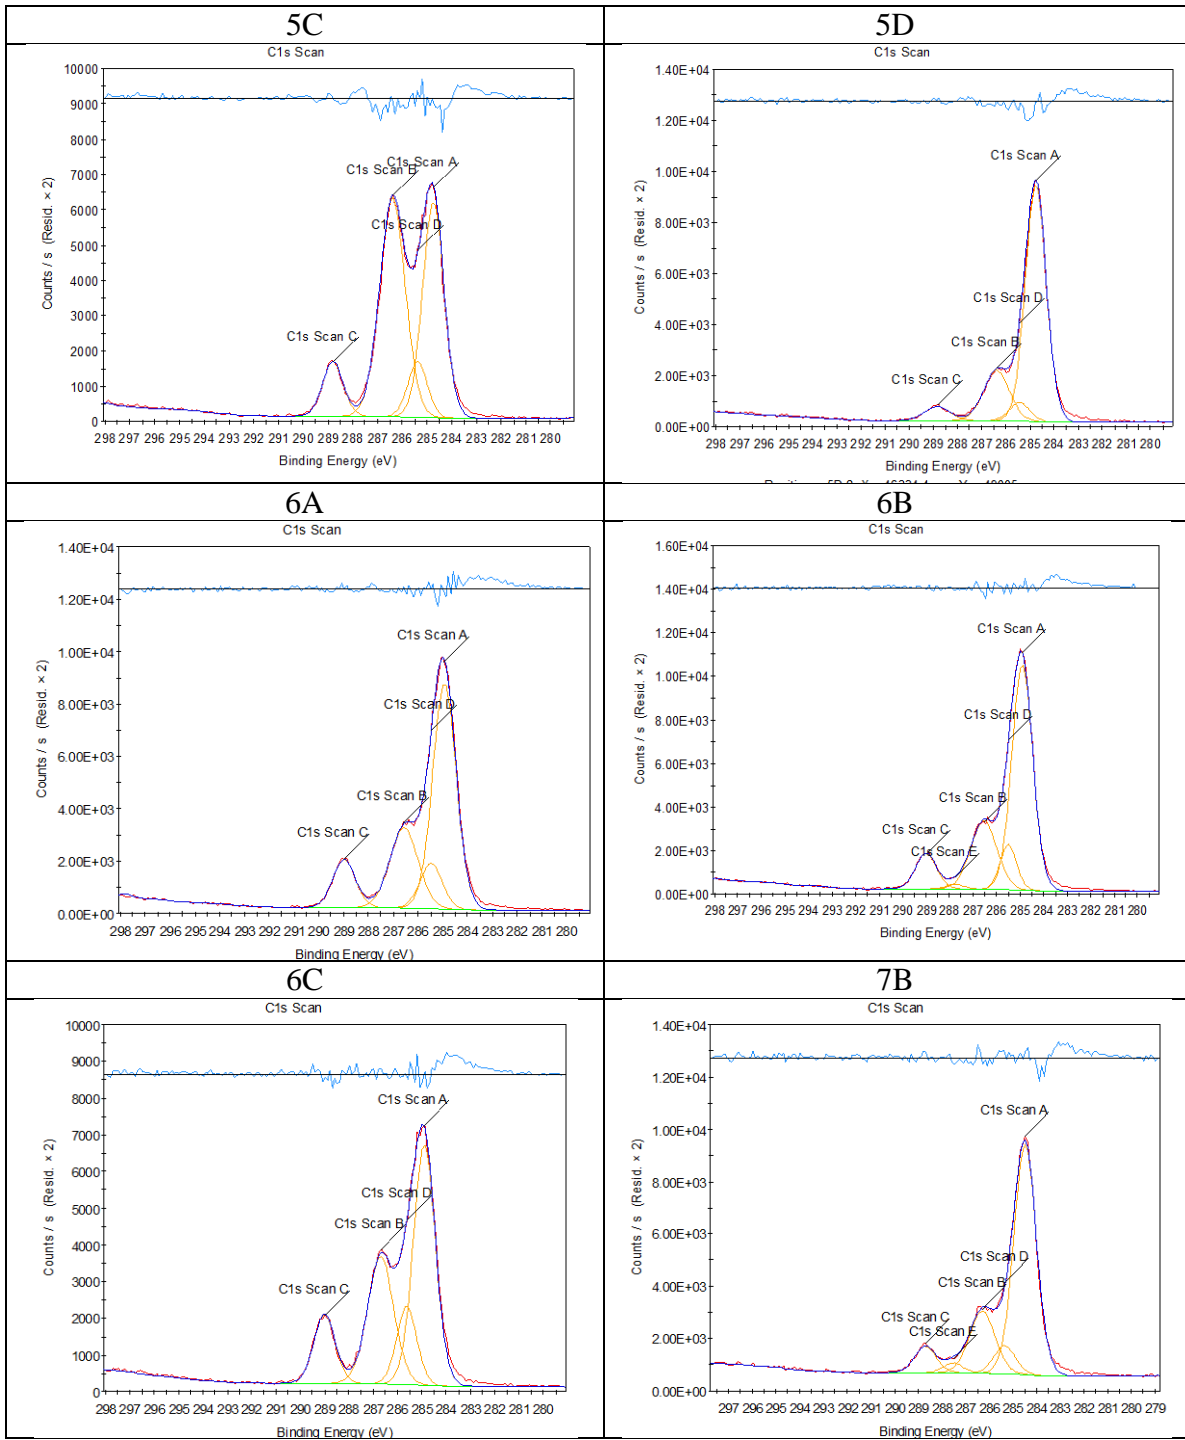 5C
5D
C1s Scan
10000
9000
8000
7000
6000
5000
4000
3000
2000
1000
0
Counts / s (Resid. × 2)
C1s Scan A
C1s Scan B
C1s Scan D
C1s Scan C
298 297 296 295 294 293 292 291 290 289 288 287 286 285 284 283 282 281 280
Binding Energy (eV)
C1s Scan
1.40E+04
1.20E+04
1.00E+04
8.00E+03
6.00E+03
4.00E+03
2.00E+03
0.00E+00
Counts / s (Resid. × 2)
C1s Scan A
C1s Scan D
C1s Scan B
C1s Scan C
298 297 296 295 294 293 292 291 290 289 288 287 286 285 284 283 282 281 280
Binding Energy (eV)
6A
6B
C1s Scan
1.40E+04
1.20E+04
1.00E+04
8.00E+03
6.00E+03
4.00E+03
2.00E+03
0.00E+00
Counts / s (Resid. × 2)
C1s Scan A
C1s Scan D
C1s Scan B
C1s Scan C
298 297 296 295 294 293 292 291 290 289 288 287 286 285 284 283 282 281 280
Binding Energy (eV)
C1s Scan
1.60E+04
1.40E+04
1.20E+04
1.00E+04
8.00E+03
6.00E+03
4.00E+03
2.00E+03
0.00E+00
Counts / s (Resid. × 2)
C1s Scan A
C1s Scan D
C1s Scan B
C1s Scan C
C1s Scan E
298 297 296 295 294 293 292 291 290 289 288 287 286 285 284 283 282 281 280
Binding Energy (eV)
6C
7B
C1s Scan
10000
9000
8000
7000
6000
5000
4000
3000
2000
1000
0
Counts / s (Resid. × 2)
C1s Scan A
C1s Scan D
C1s Scan B
C1s Scan C
298 297 296 295 294 293 292 291 290 289 288 287 286 285 284 283 282 281 280
Binding Energy (eV)
C1s Scan
1.40E+04
1.20E+04
1.00E+04
8.00E+03
6.00E+03
4.00E+03
2.00E+03
0.00E+00
Counts / s (Resid. × 2)
C1s Scan A
C1s Scan D
C1s Scan B
C1s Scan C
C1s Scan E
297 296 295 294 293 292 291 290 289 288 287 286 285 284 283 282 281 280 279
Binding Energy (eV)